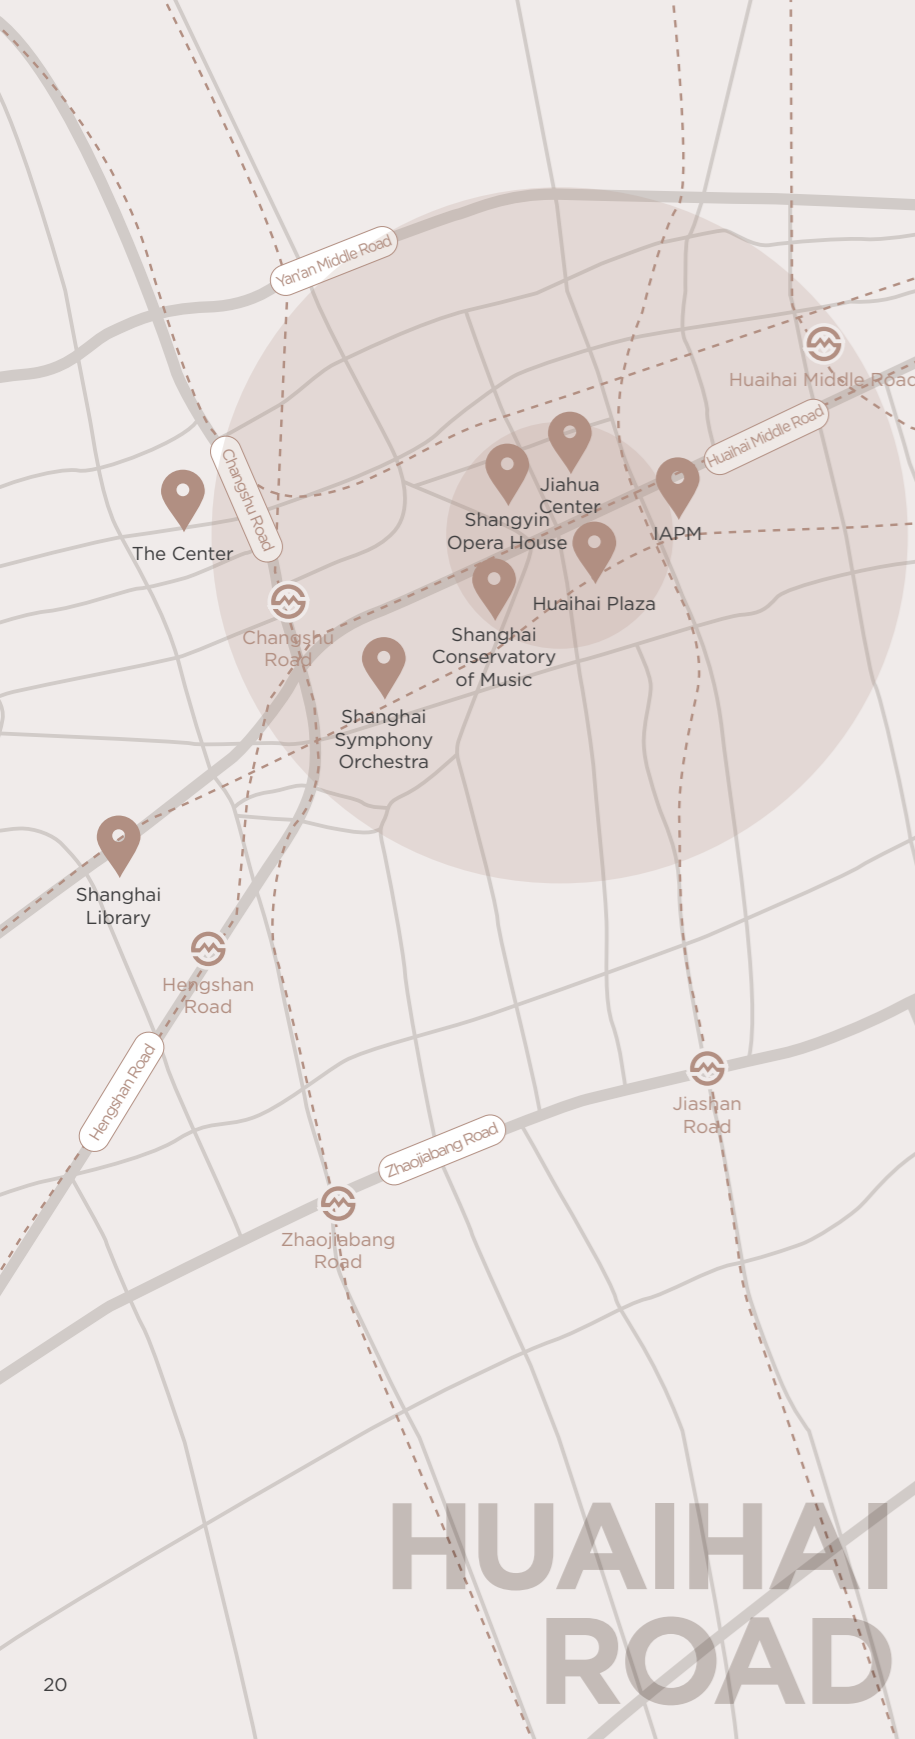 Yan'an Middle Road
Huaihai Middle Road
Huaihai Middle Road
Changshu Road
The Center
Jiahua
Center
Shangyin
Opera House
IAPM
Huaihai Plaza
Changshu
Road
Shanghai
Conservatory
of Music
Shanghai
Symphony
Orchestra
Shanghai
Library
Hengshan
Road
Hengshan Road
Jiashan
Road
Zhaojiabang Road
Zhaojiabang
Road
HUAIHAI
ROAD
20